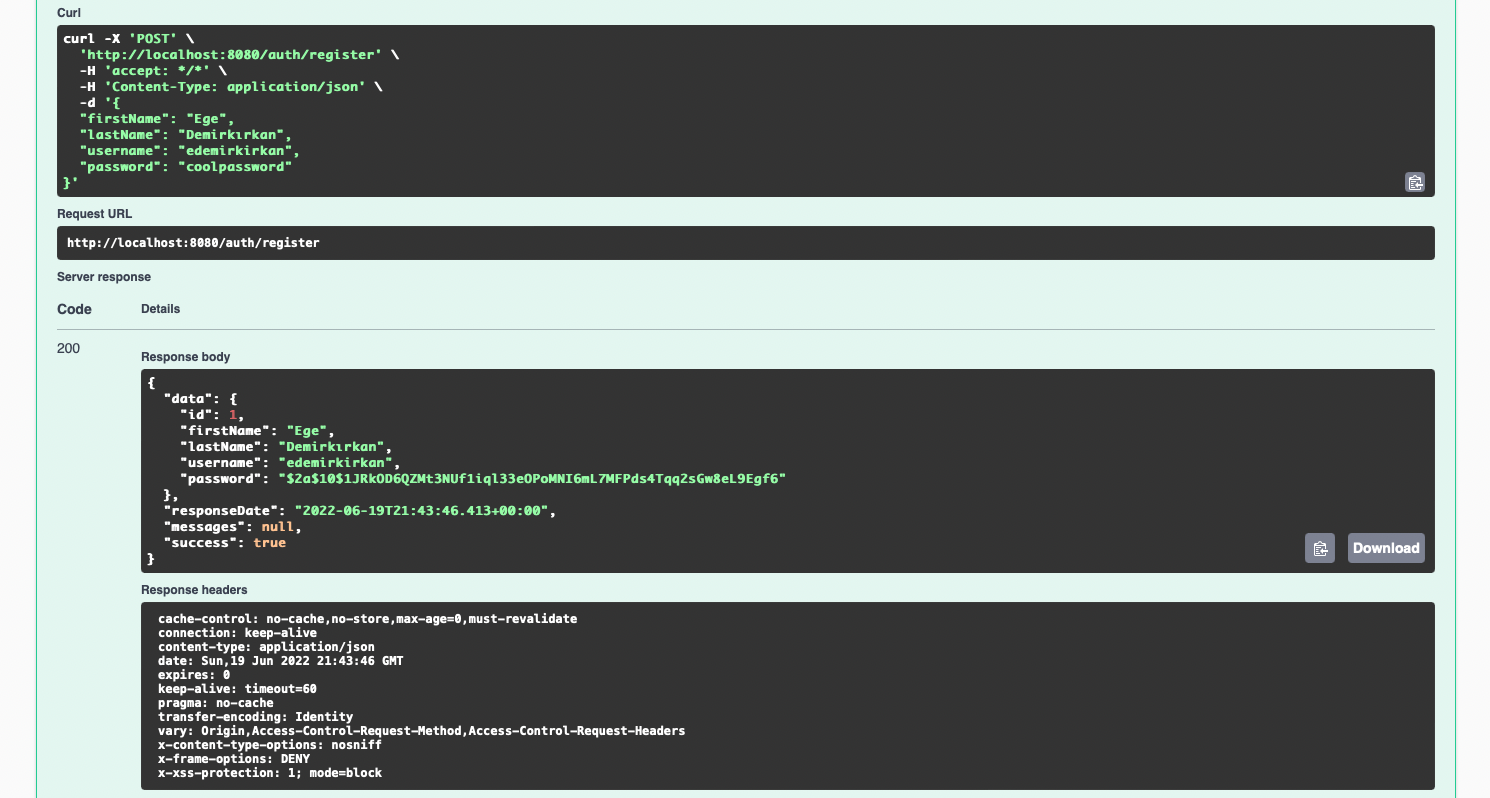 Curl
curl -X 'POST' \
'http://localhost:8080/auth/register' \
-H 'accept: */*' \
-H 'Content-Type: application/json' \
-d '{
"firstName": "Ege",
"lastName": "Demirkırkan",
"username": "edemirkirkan",
"password": "coolpassword"
}'
Request URL
http://localhost:8080/auth/register
Server response
Code Details
200
Response body
{
"data": {
"id": 1,
"firstName": "Ege",
"lastName": "Demirkırkan",
"username": "edemirkirkan",
"password": "$2a$10$1JRkOD6QZMt3NUf1iql33eOPoMNI6mL7MFPds4Tqq2sGw8eL9Egf6"
},
"responseDate": "2022-06-19T21:43:46.413+00:00",
"messages": null,
"success": true
}
Download
Response headers
cache-control: no-cache,no-store,max-age=0,must-revalidate
connection: keep-alive
content-type: application/json
date: Sun,19 Jun 2022 21:43:46 GMT
expires: 0
keep-alive: timeout=60
pragma: no-cache
transfer-encoding: Identity
vary: Origin,Access-Control-Request-Method,Access-Control-Request-Headers
x-content-type-options: nosniff
x-frame-options: DENY
x-xss-protection: 1; mode=block